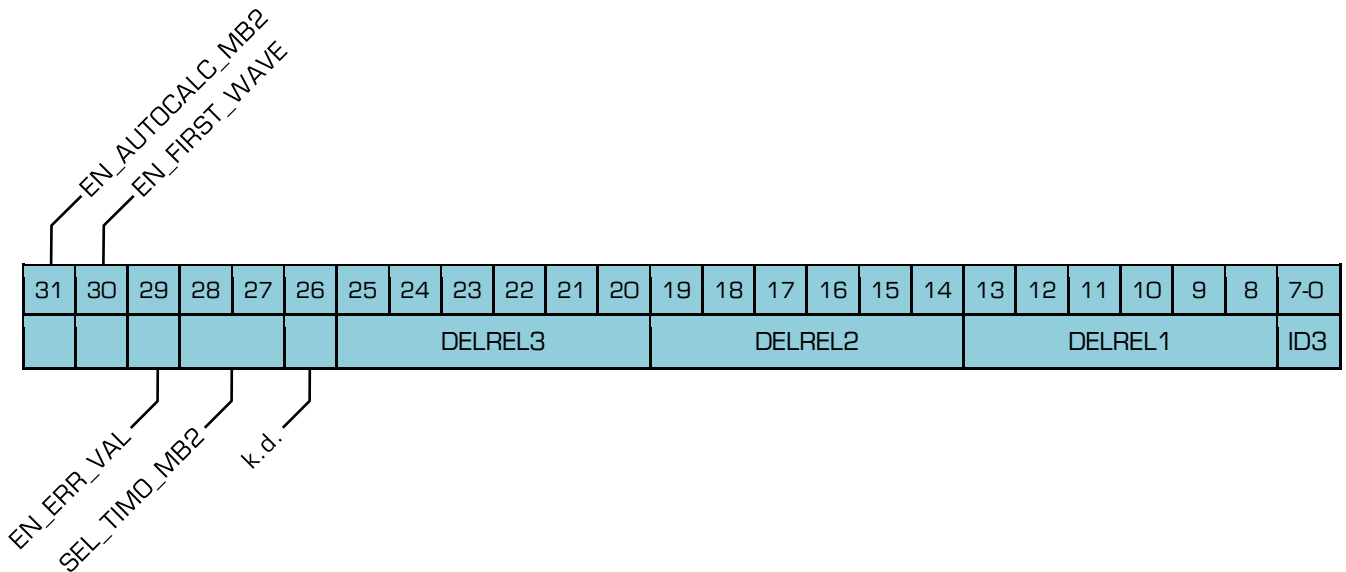 EN_AUTOCALC_MB2
EN_FIRST_WAVE
31 30 29 28 27 26 25 24 23 22 21 20 19 18 17 16 15 14 13 12 11 10 9 8 7-0
DELREL3 DELREL2 DELREL1 ID3
EN_ERR_VAL
SEL_TIMO_MB2
k.d.